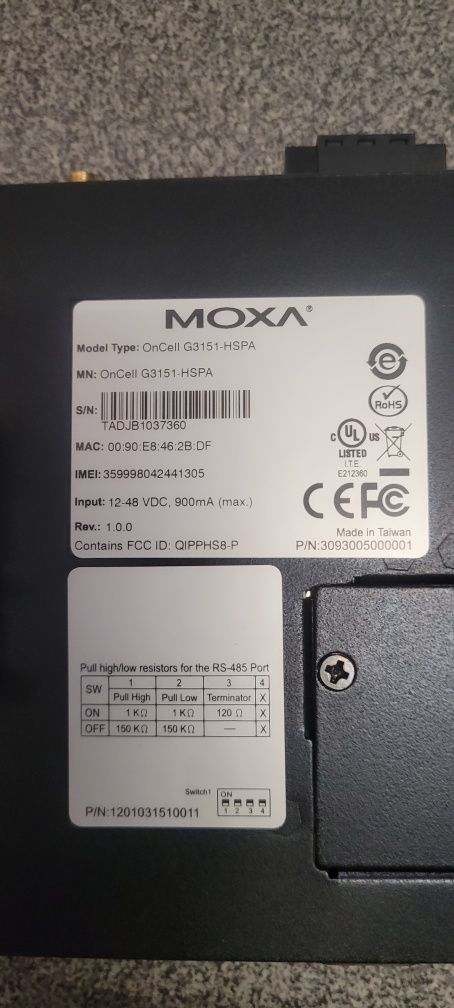 MOXA®
Model Type: OnCell G3151-HSPA
MN: OnCell G3151-HSPA
S/N:
TADJB1037360
MAC: 00:90:E8:46:2B:DF
IMEI: 359998042441305
Input: 12-48 VDC, 900mA (max.)
Rev.: 1.0.0
Contains FCC ID: QIPPHS8-P
e
RoHS
C UL US
LISTED
I.T.E.
E212360
CE FC
Made in Taiwan
P/N:3093005000001
Pull high/low resistors for the RS-485 Port
SW 1 2 3 4
Pull High Pull Low Terminator X
ON 1 KΩ 1 KΩ 120 Ω X
OFF 150 KΩ 150 KΩ — X
Switch1 ON
1 2 3 4
P/N:1201031510011